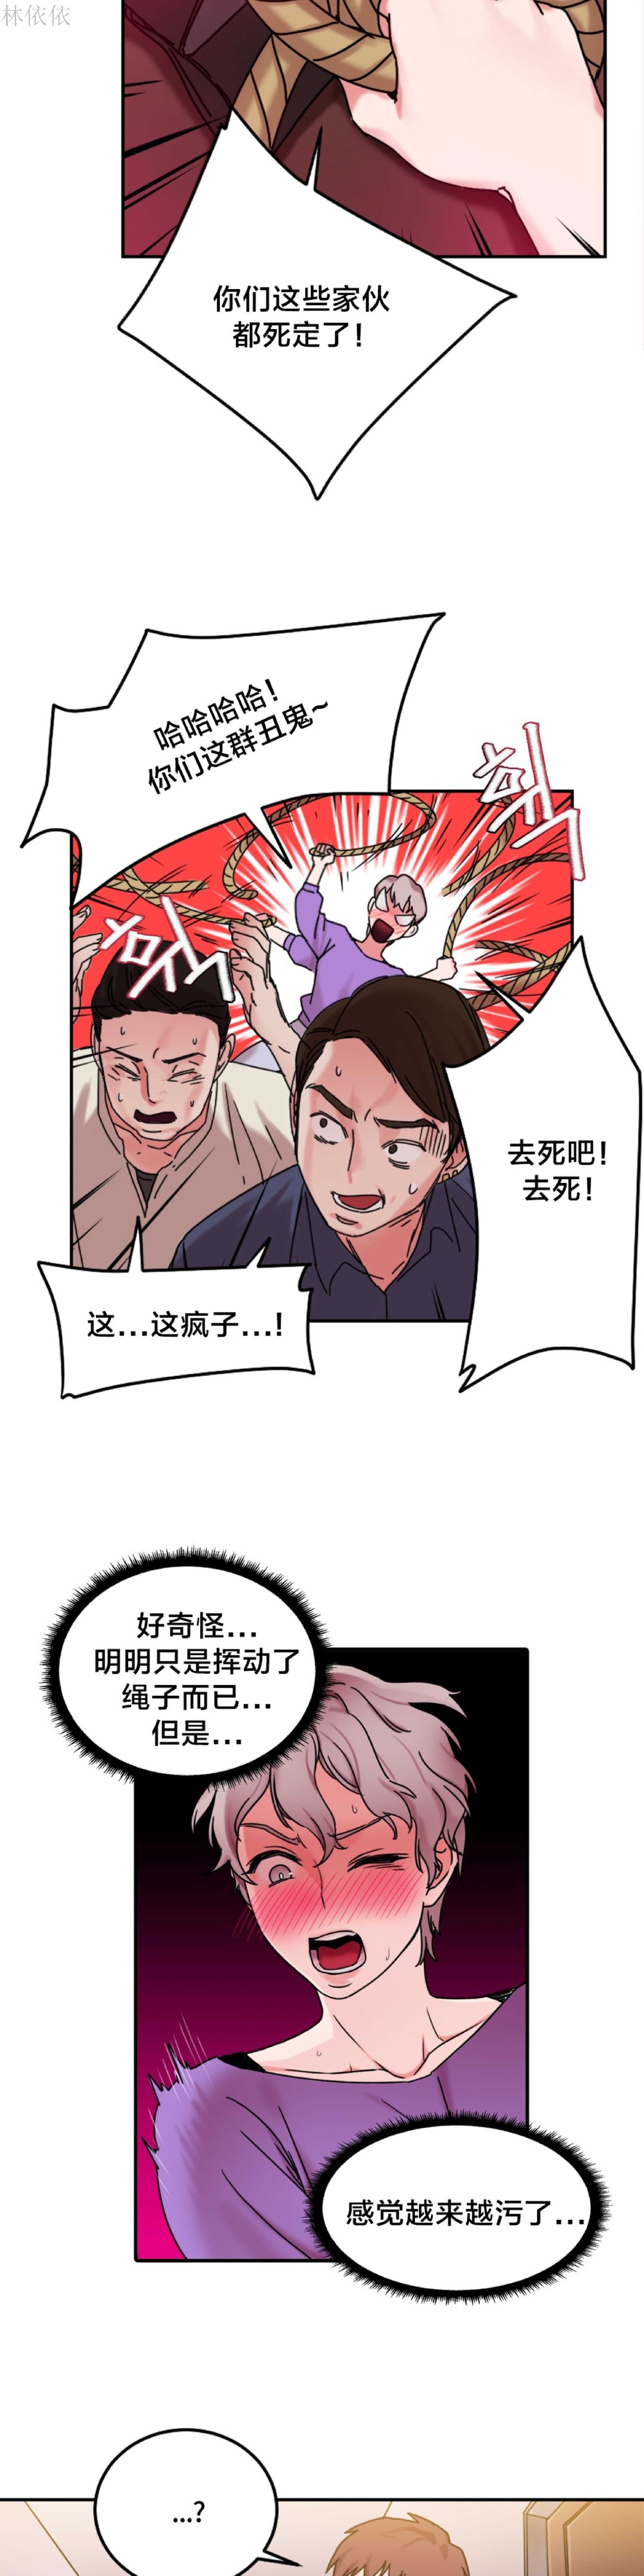 林依依
你们这些家伙
都死定了！
哈哈哈哈！
你们这群丑鬼~
휙
휙
去死吧！
去死！
这...这疯子...！
好奇怪...
明明只是挥动了
绳子而已...
但是...
感觉越来越污了...
...?